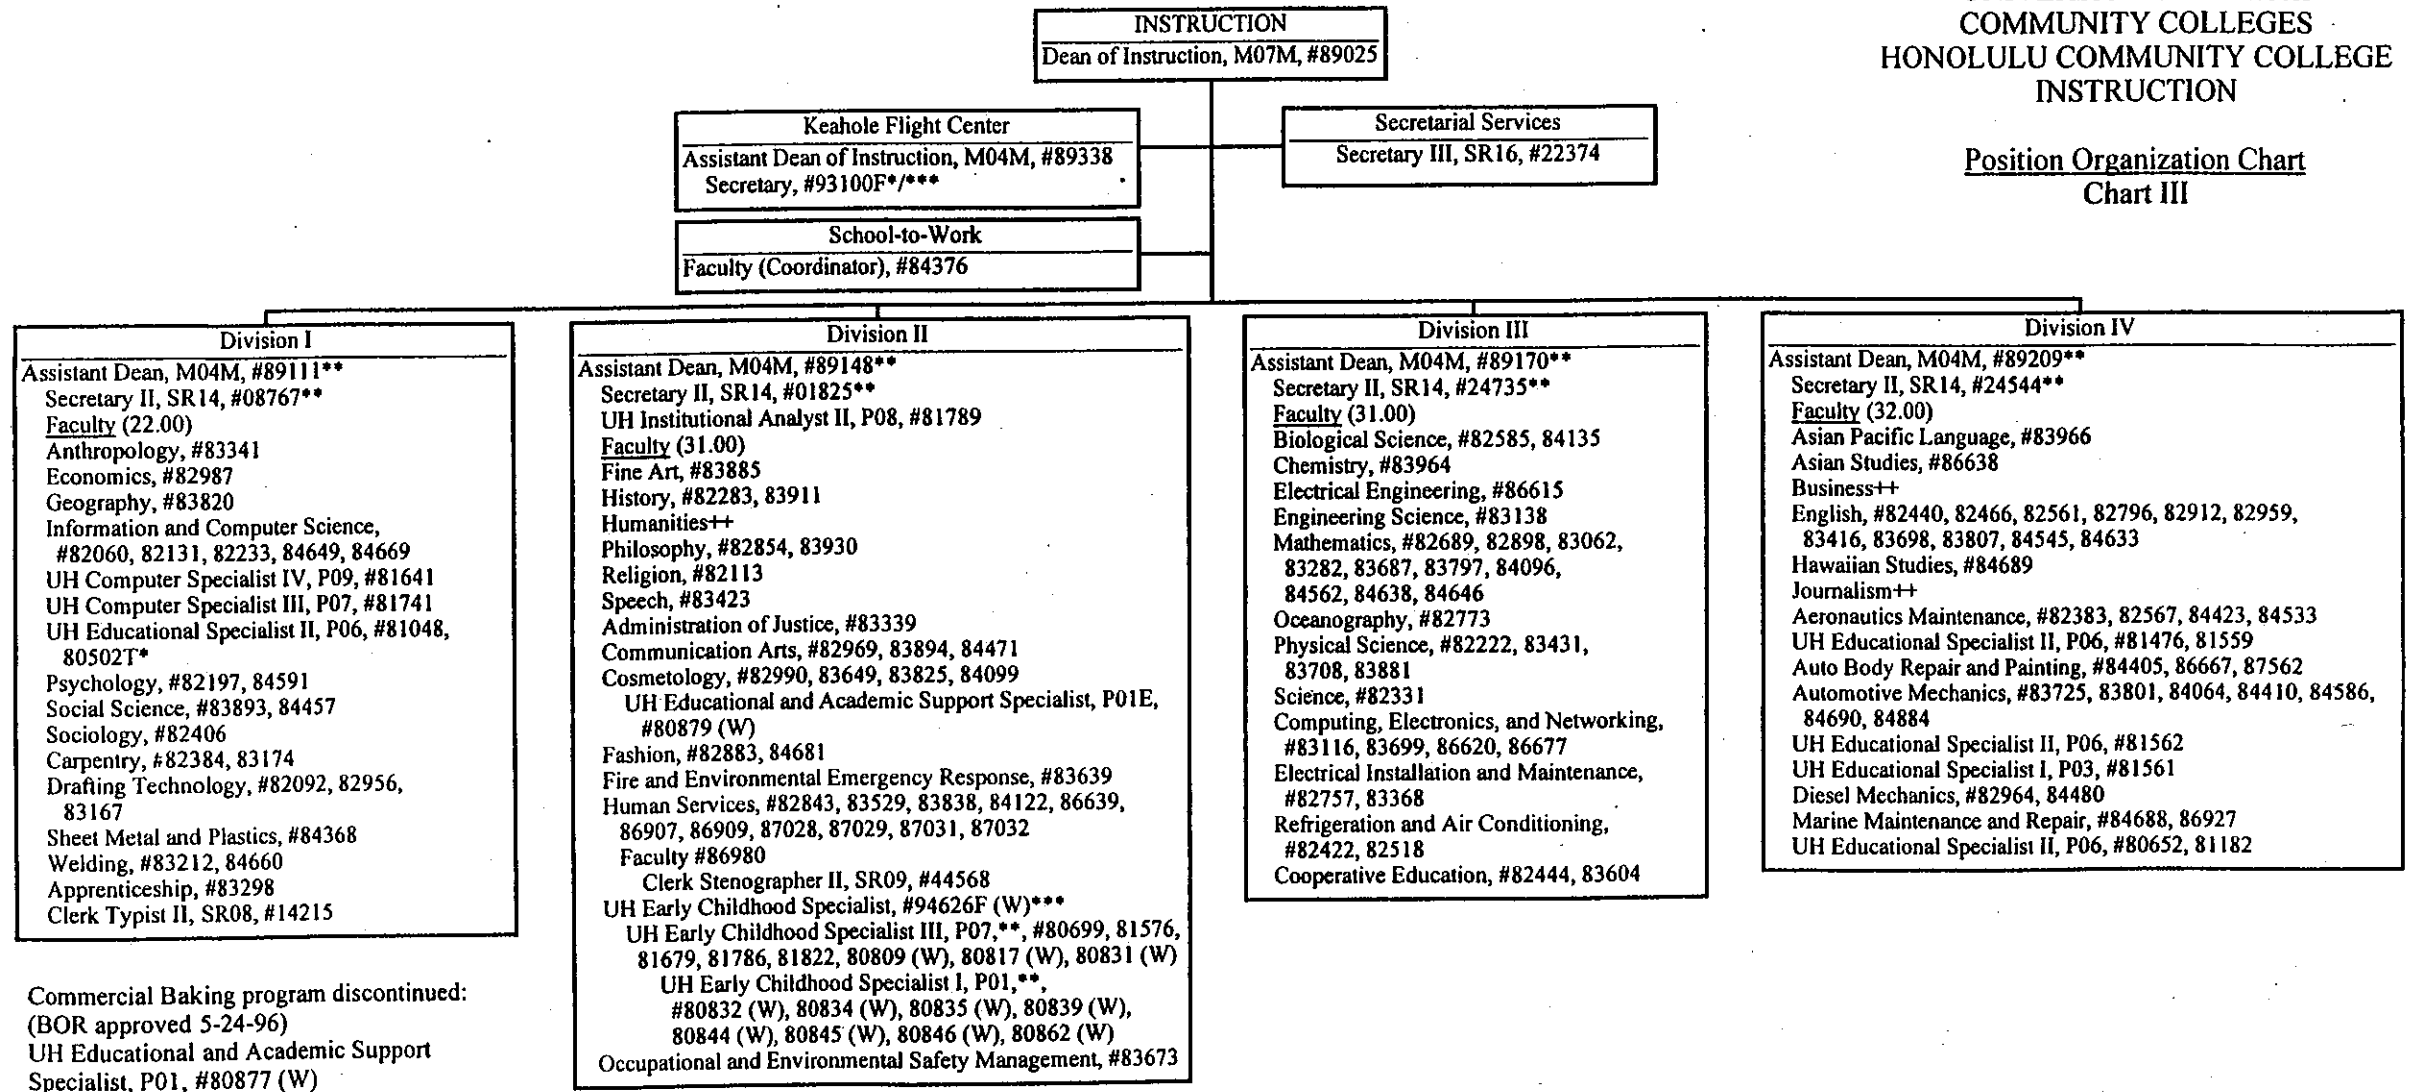 COMMUNITY COLLEGES
HONOLULU COMMUNITY COLLEGE
INSTRUCTION
Position Organization Chart
Chart III
INSTRUCTION
Dean of Instruction, M07M, #89025
Keahole Flight Center
Assistant Dean of Instruction, M04M, #89338
Secretary, #93100F*/***
Secretarial Services
Secretary III, SR16, #22374
School-to-Work
Faculty (Coordinator), #84376
Division I
Assistant Dean, M04M, #89111**
Secretary II, SR14, #08767**
Faculty (22.00)
Anthropology, #83341
Economics, #82987
Geography, #83820
Information and Computer Science,
#82060, 82131, 82233, 84649, 84669
UH Computer Specialist IV, P09, #81641
UH Computer Specialist III, P07, #81741
UH Educational Specialist II, P06, #81048,
80502T*
Psychology, #82197, 84591
Social Science, #83893, 84457
Sociology, #82406
Carpentry, #82384, 83174
Drafting Technology, #82092, 82956,
83167
Sheet Metal and Plastics, #84368
Welding, #83212, 84660
Apprenticeship, #83298
Clerk Typist II, SR08, #14215
Division II
Assistant Dean, M04M, #89148**
Secretary II, SR14, #01825**
UH Institutional Analyst II, P08, #81789
Faculty (31.00)
Fine Art, #83885
History, #82283, 83911
Humanities++
Philosophy, #82854, 83930
Religion, #82113
Speech, #83423
Administration of Justice, #83339
Communication Arts, #82969, 83894, 84471
Cosmetology, #82990, 83649, 83825, 84099
UH Educational and Academic Support Specialist, P01E,
#80879 (W)
Fashion, #82883, 84681
Fire and Environmental Emergency Response, #83639
Human Services, #82843, 83529, 83838, 84122, 86639,
86907, 86909, 87028, 87029, 87031, 87032
Faculty #86980
Clerk Stenographer II, SR09, #44568
UH Early Childhood Specialist, #94626F (W)***
UH Early Childhood Specialist III, P07,**, #80699, 81576,
81679, 81786, 81822, 80809 (W), 80817 (W), 80831 (W)
UH Early Childhood Specialist I, P01,**,
#80832 (W), 80834 (W), 80835 (W), 80839 (W),
80844 (W), 80845 (W), 80846 (W), 80862 (W)
Occupational and Environmental Safety Management, #83673
Division III
Assistant Dean, M04M, #89170**
Secretary II, SR14, #24735**
Faculty (31.00)
Biological Science, #82585, 84135
Chemistry, #83964
Electrical Engineering, #86615
Engineering Science, #83138
Mathematics, #82689, 82898, 83062,
83282, 83687, 83797, 84096,
84562, 84638, 84646
Oceanography, #82773
Physical Science, #82222, 83431,
83708, 83881
Science, #82331
Computing, Electronics, and Networking,
#83116, 83699, 86620, 86677
Electrical Installation and Maintenance,
#82757, 83368
Refrigeration and Air Conditioning,
#82422, 82518
Cooperative Education, #82444, 83604
Division IV
Assistant Dean, M04M, #89209**
Secretary II, SR14, #24544**
Faculty (32.00)
Asian Pacific Language, #83966
Asian Studies, #86638
Business++
English, #82440, 82466, 82561, 82796, 82912, 82959,
83416, 83698, 83807, 84545, 84633
Hawaiian Studies, #84689
Journalism++
Aeronautics Maintenance, #82383, 82567, 84423, 84533
UH Educational Specialist II, P06, #81476, 81559
Auto Body Repair and Painting, #84405, 86667, 87562
Automotive Mechanics, #83725, 83801, 84064, 84410, 84586,
84690, 84884
UH Educational Specialist II, P06, #81562
UH Educational Specialist I, P03, #81561
Diesel Mechanics, #82964, 84480
Marine Maintenance and Repair, #84688, 86927
UH Educational Specialist II, P06, #80652, 81182
Commercial Baking program discontinued:
(BOR approved 5-24-96)
UH Educational and Academic Support
Specialist, P01, #80877 (W)